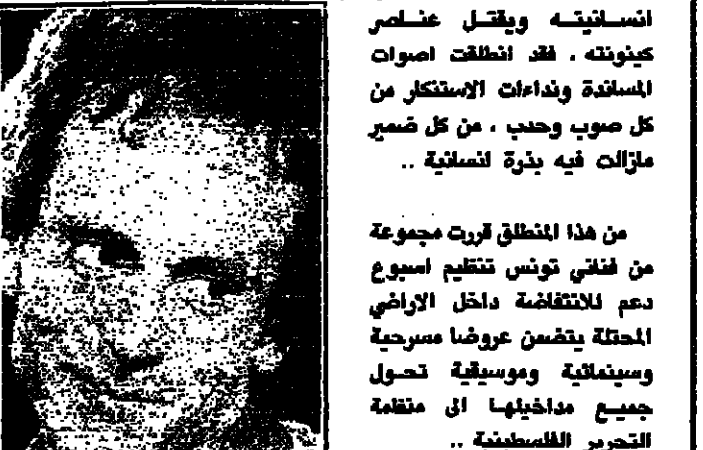 انسانيته ويقتل عناصر
كينونته ، فقد انطلقت اصوات
المساندة ونداءات الاستنكار من
كل صوب وحدب ، من كل ضمير
مازالت فيه بذرة انسانية ..
من هذا المنطلق قررت مجموعة
من فناني تونس تنظيم اسبوع
دعم للانتفاضة داخل الاراضي
المحتلة يتضمن عروضا مسرحية
وسينمائية وموسيقية تحول
جميع مداخيلها الى منظمة
التحرير الفلسطينية ..